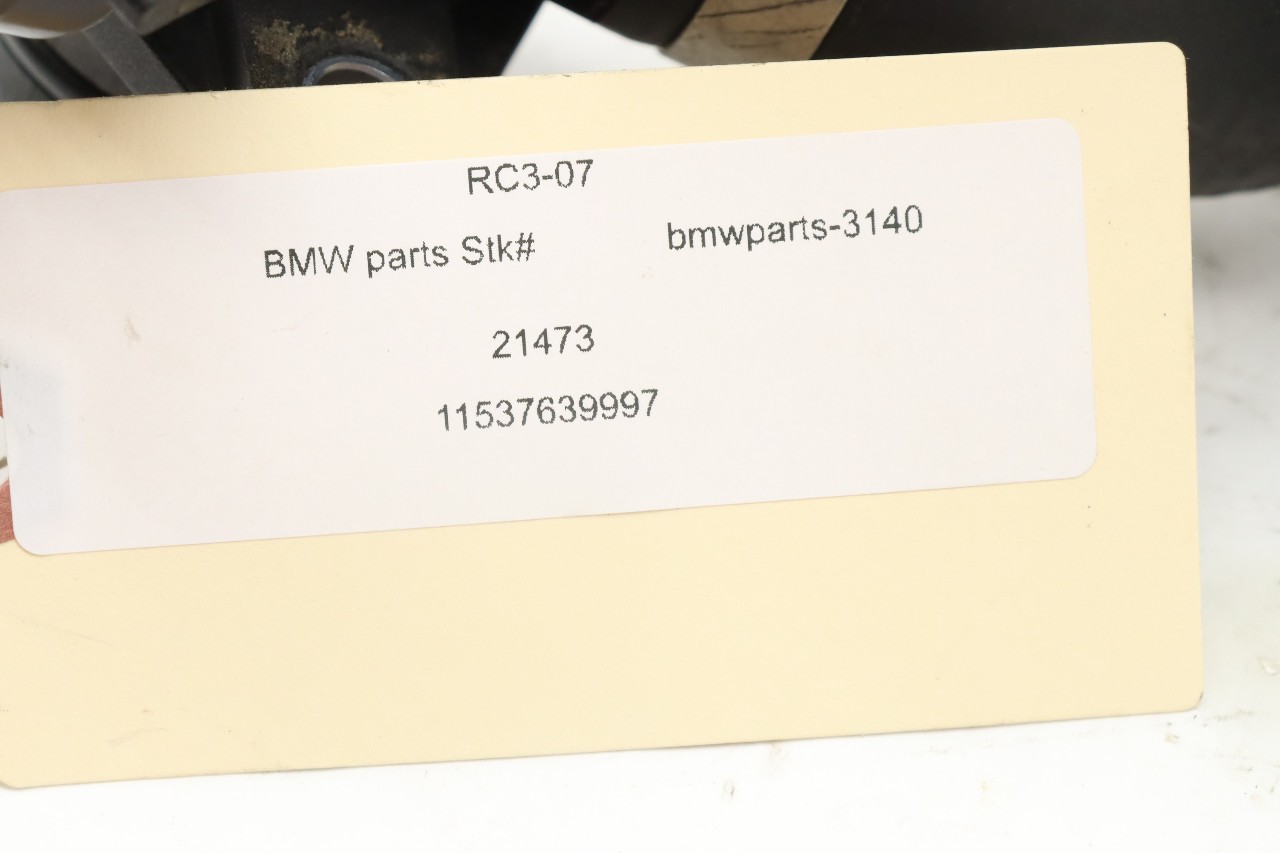 RC3-07
BMW parts Stk# bmwparts-3140
21473
11537639997